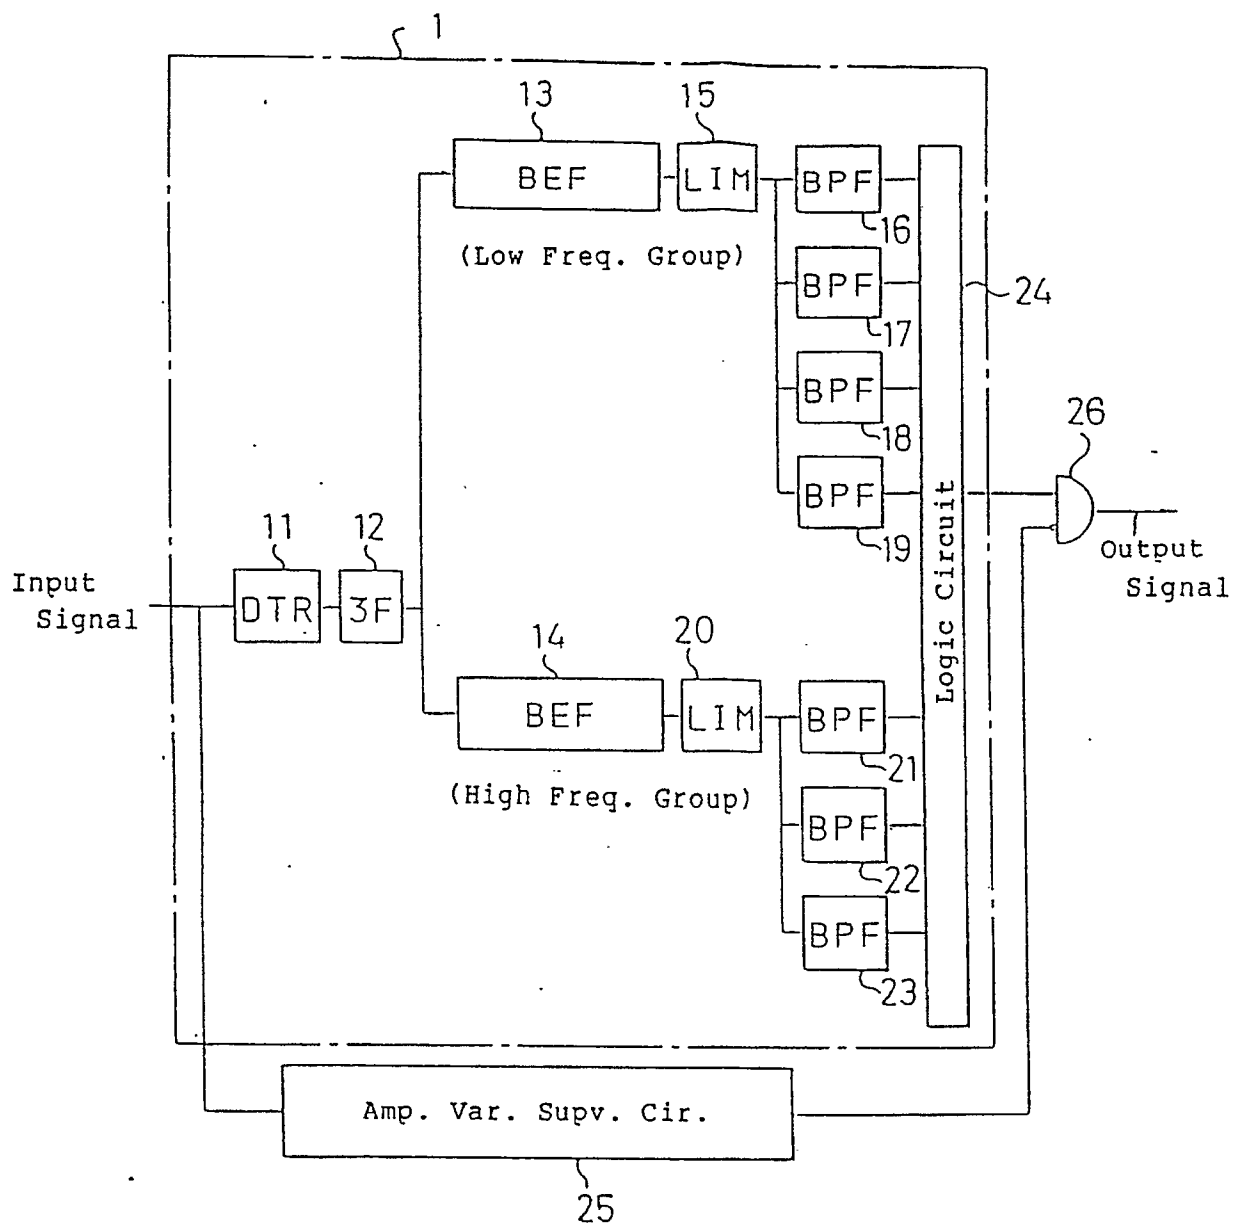 1
13
15
BEF
LIM
BPF
16
(Low Freq. Group)
BPF
24
17
BPF
18
26
BPF
19
11
12
Input
Signal
DTR
3F
Logic Circuit
Output
Signal
14
20
BEF
LIM
BPF
21
(High Freq. Group)
BPF
22
BPF
23
Amp. Var. Supv. Cir.
25